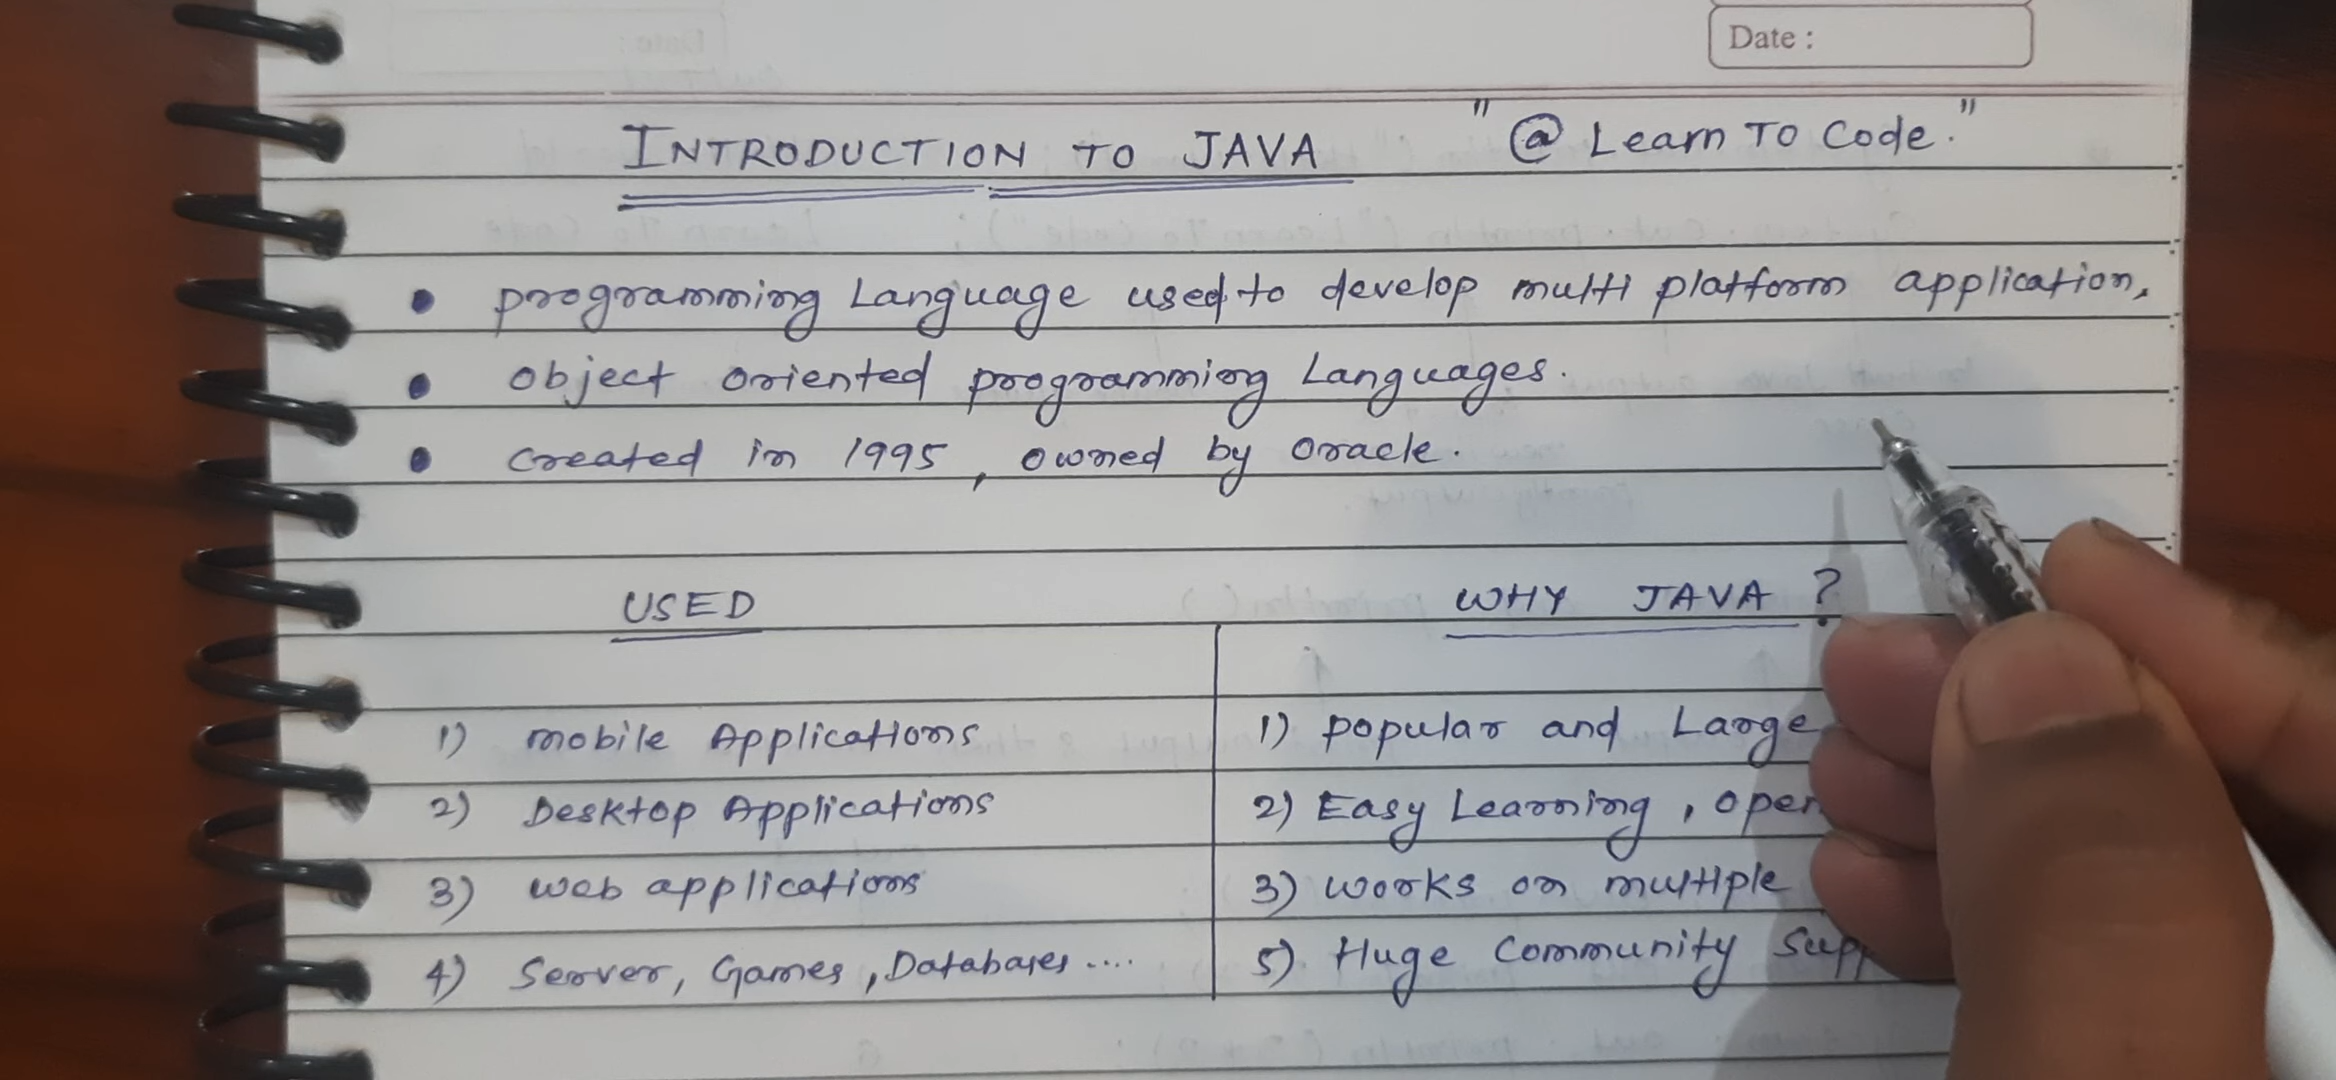 Date :
INTRODUCTION TO JAVA "@ Learn To Code."
• programming Language used to develop multi platform application,
• object oriented programming Languages.
• created in 1995, owned by Oracle.
USED
WHY JAVA ?
1) mobile Applications
2) Desktop Applications
3) web applications
4) Server, Games, Databases ....
1) popular and Large
2) Easy Learning, open
3) works on multiple
5) Huge Community